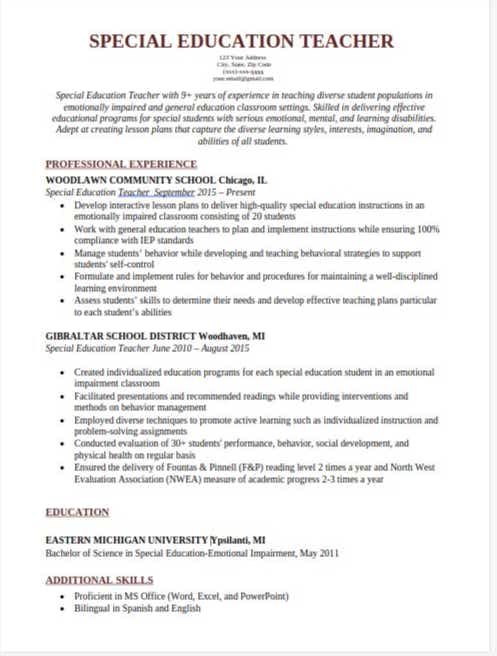 SPECIAL EDUCATION TEACHER
123 Your Address
City, State, Zip Code
(xxx)-xxx-xxxx
your.email@gmail.com
Special Education Teacher with 9+ years of experience in teaching diverse student populations in
emotionally impaired and general education classroom settings. Skilled in delivering effective
educational programs for special students with serious emotional, mental, and learning disabilities.
Adept at creating lesson plans that capture the diverse learning styles, interests, imagination, and
abilities of all students.
PROFESSIONAL EXPERIENCE
WOODLAWN COMMUNITY SCHOOL Chicago, IL
Special Education Teacher September 2015 – Present
• Develop interactive lesson plans to deliver high-quality special education instructions in an
emotionally impaired classroom consisting of 20 students
• Work with general education teachers to plan and implement instructions while ensuring 100%
compliance with IEP standards
• Manage students’ behavior while developing and teaching behavioral strategies to support
students' self-control
• Formulate and implement rules for behavior and procedures for maintaining a well-disciplined
learning environment
• Assess students’ skills to determine their needs and develop effective teaching plans particular
to each student’s abilities
GIBRALTAR SCHOOL DISTRICT Woodhaven, MI
Special Education Teacher June 2010 – August 2015
• Created individualized education programs for each special education student in an emotional
impairment classroom
• Facilitated presentations and recommended readings while providing interventions and
methods on behavior management
• Employed diverse techniques to promote active learning such as individualized instruction and
problem-solving assignments
• Conducted evaluation of 30+ students' performance, behavior, social development, and
physical health on regular basis
• Ensured the delivery of Fountas & Pinnell (F&P) reading level 2 times a year and North West
Evaluation Association (NWEA) measure of academic progress 2-3 times a year
EDUCATION
EASTERN MICHIGAN UNIVERSITY Ypsilanti, MI
Bachelor of Science in Special Education-Emotional Impairment, May 2011
ADDITIONAL SKILLS
• Proficient in MS Office (Word, Excel, and PowerPoint)
• Bilingual in Spanish and English